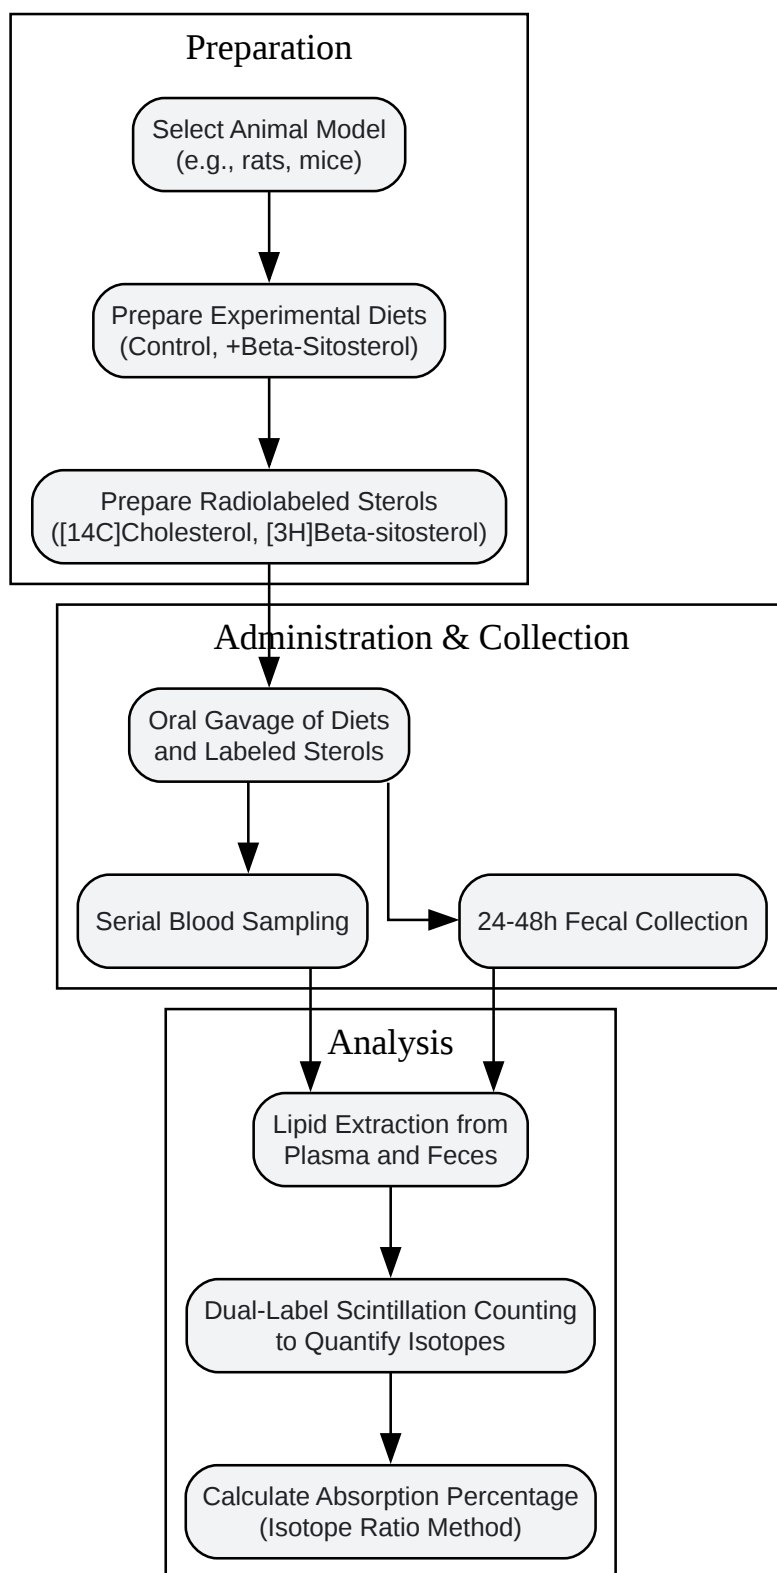 Preparation
Select Animal Model
(e.g., rats, mice)
Prepare Experimental Diets
(Control, +Beta-Sitosterol)
Prepare Radiolabeled Sterols
([14C]Cholesterol, [3H]Beta-sitosterol)
Administration & Collection
Oral Gavage of Diets
and Labeled Sterols
Serial Blood Sampling
24-48h Fecal Collection
Analysis
Lipid Extraction from
Plasma and Feces
Dual-Label Scintillation Counting
to Quantify Isotopes
Calculate Absorption Percentage
(Isotope Ratio Method)